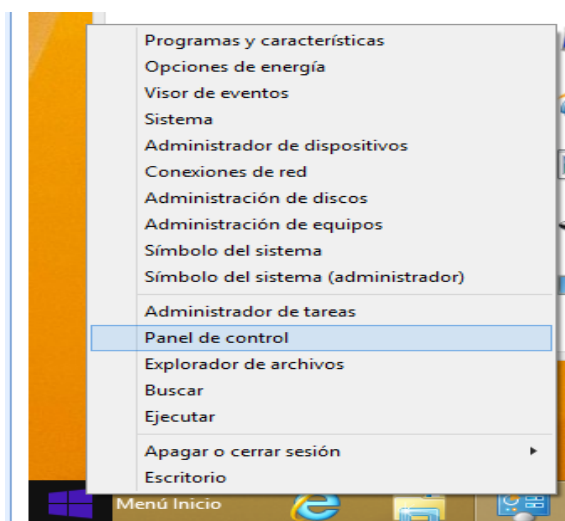 Programas y características
Opciones de energía
Visor de eventos
Sistema
Administrador de dispositivos
Conexiones de red
Administración de discos
Administración de equipos
Símbolo del sistema
Símbolo del sistema (administrador)
Administrador de tareas
Panel de control
Explorador de archivos
Buscar
Ejecutar
Apagar o cerrar sesión
Escritorio
Menú Inicio